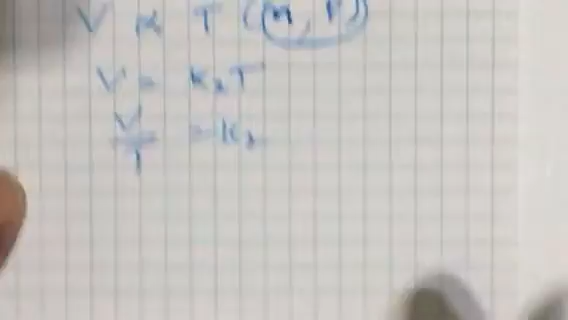 V ∝ T (n, P)
V = K₂T
V/T = K₂